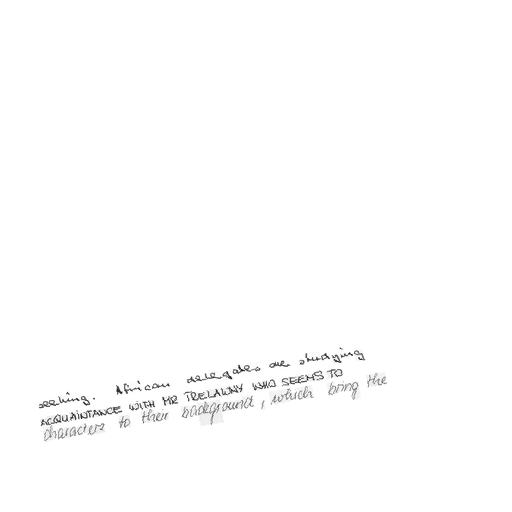 seeking. African delegates are studying
ACQUAINTANCE WITH MR TRELAWNY WHO SEEMS TO
characters to their background, which bring the